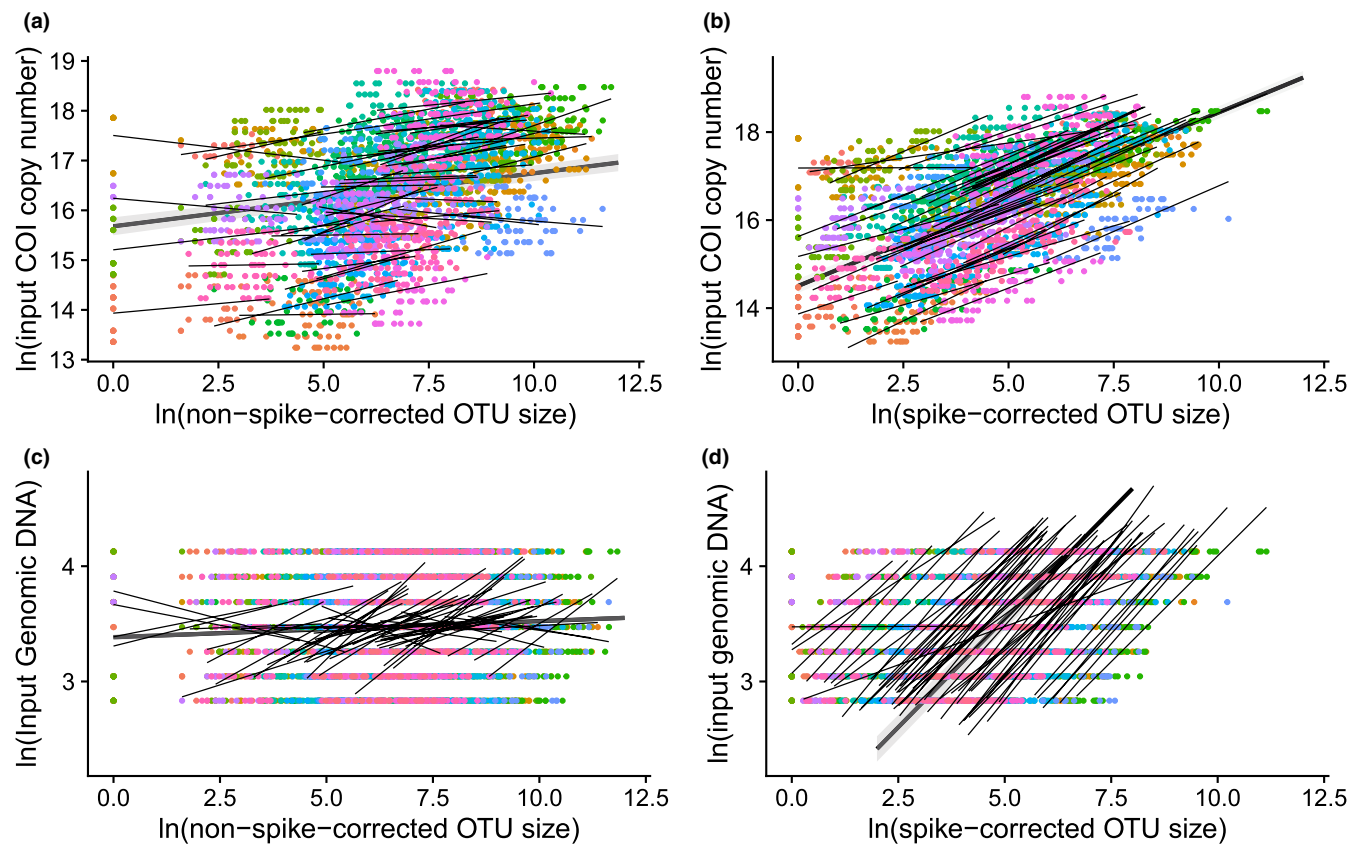 (a)
ln(input COI copy number)
19
18
17
16
15
14
13
0.0 2.5 5.0 7.5 10.0 12.5
ln(non−spike−corrected OTU size)
(b)
ln(input COI copy number)
18
16
14
0.0 2.5 5.0 7.5 10.0 12.5
ln(spike−corrected OTU size)
(c)
ln(Input Genomic DNA)
4
3
0.0 2.5 5.0 7.5 10.0 12.5
ln(non−spike−corrected OTU size)
(d)
ln(input genomic DNA)
4
3
0.0 2.5 5.0 7.5 10.0 12.5
ln(spike−corrected OTU size)